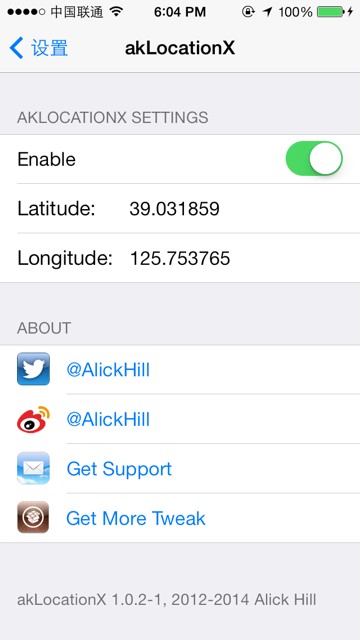 中国联通 6:04 PM 100%
设置 akLocationX
AKLOCATIONX SETTINGS
Enable
Latitude: 39.031859
Longitude: 125.753765
ABOUT
@AlickHill
@AlickHill
Get Support
Get More Tweak
akLocationX 1.0.2-1, 2012-2014 Alick Hill